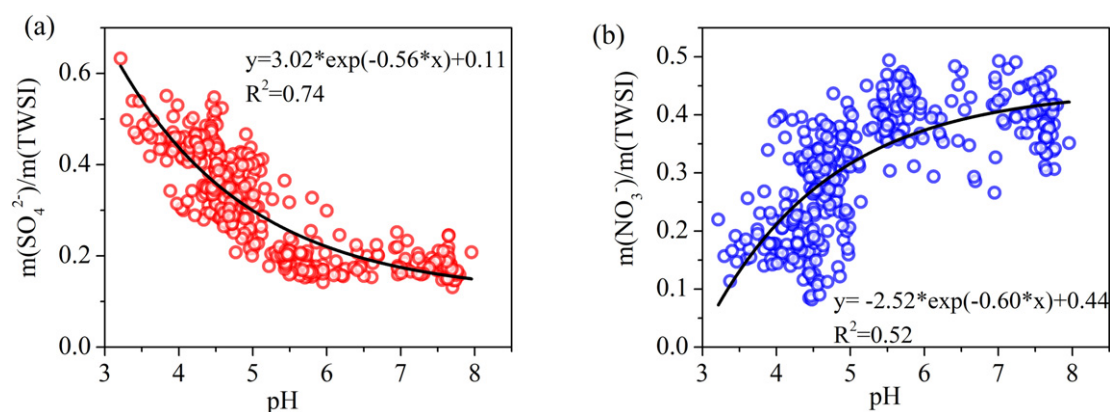 (a)
y=3.02*exp(-0.56*x)+0.11
R²=0.74
m(SO₄²⁻)/m(TWSI)
0.6
0.4
0.2
0.0
3 4 5 6 7 8
pH
(b)
y= -2.52*exp(-0.60*x)+0.44
R²=0.52
m(NO₃⁻)/m(TWSI)
0.5
0.4
0.3
0.2
0.1
0.0
3 4 5 6 7 8
pH